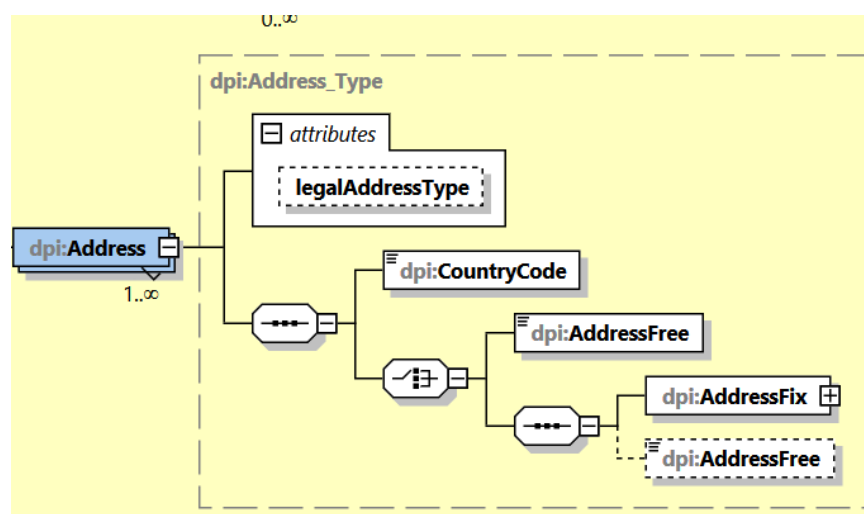 0..∞
dpi:Address_Type
attributes
legalAddressType
dpi:Address
1..∞
dpi:CountryCode
dpi:AddressFree
dpi:AddressFix
dpi:AddressFree